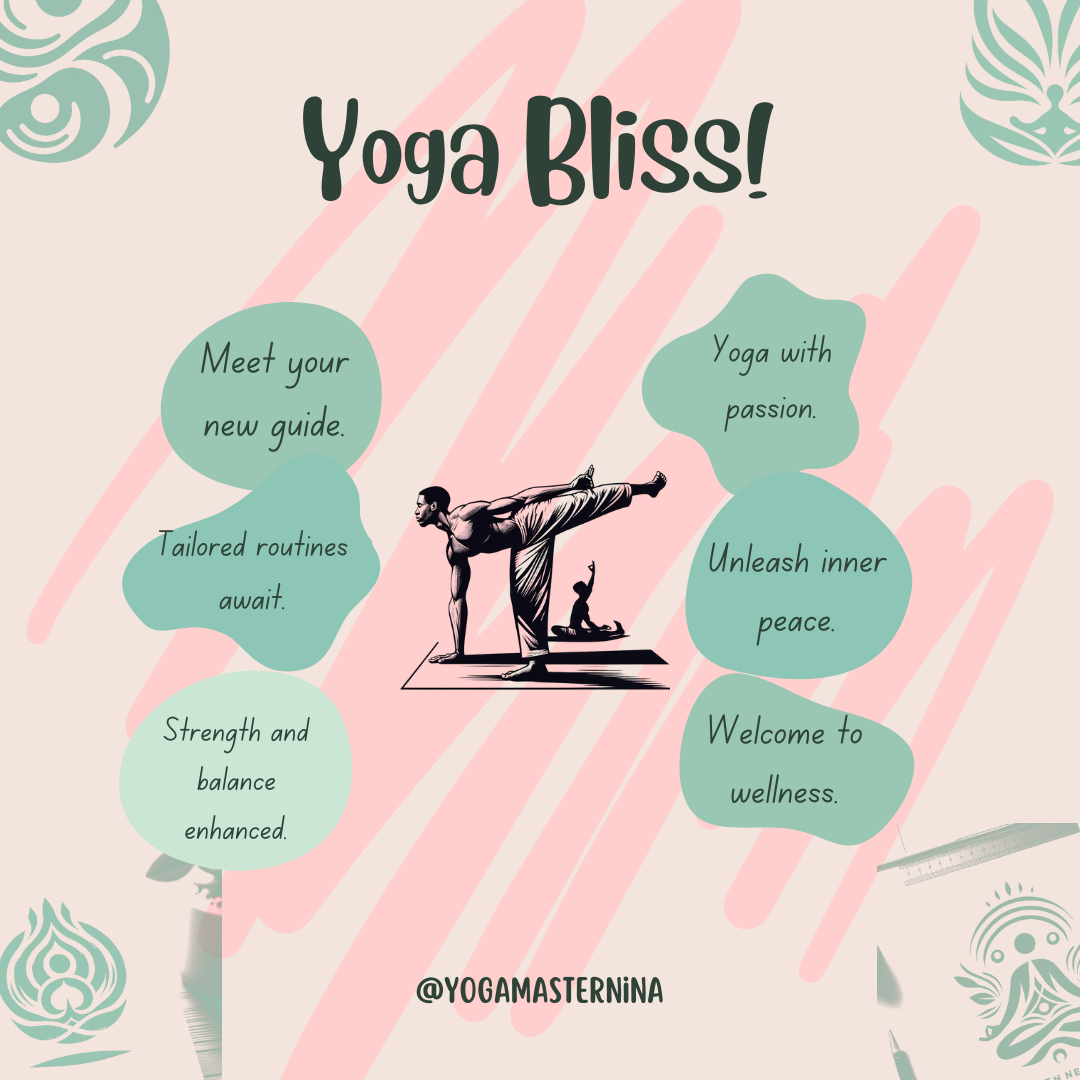 Yoga Bliss!
Meet your
new guide.
Tailored routines
await.
Strength and
balance
enhanced.
Yoga with
passion.
Unleash inner
peace.
Welcome to
wellness.
@YOGAMASTERNiNA